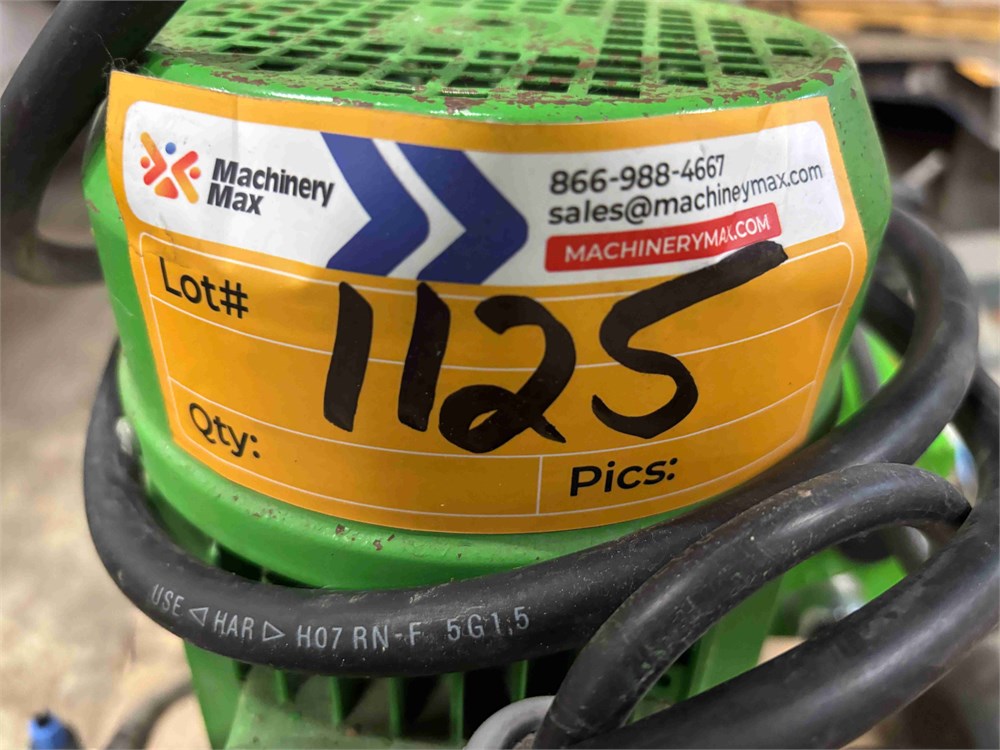 Machinery
Max
866-988-4667
sales@machineymax.com
MACHINERYMAX.COM
Lot# 1125
Qty:
Pics:
USE ◁ HAR ▷ H07 RN-F 5G1,5